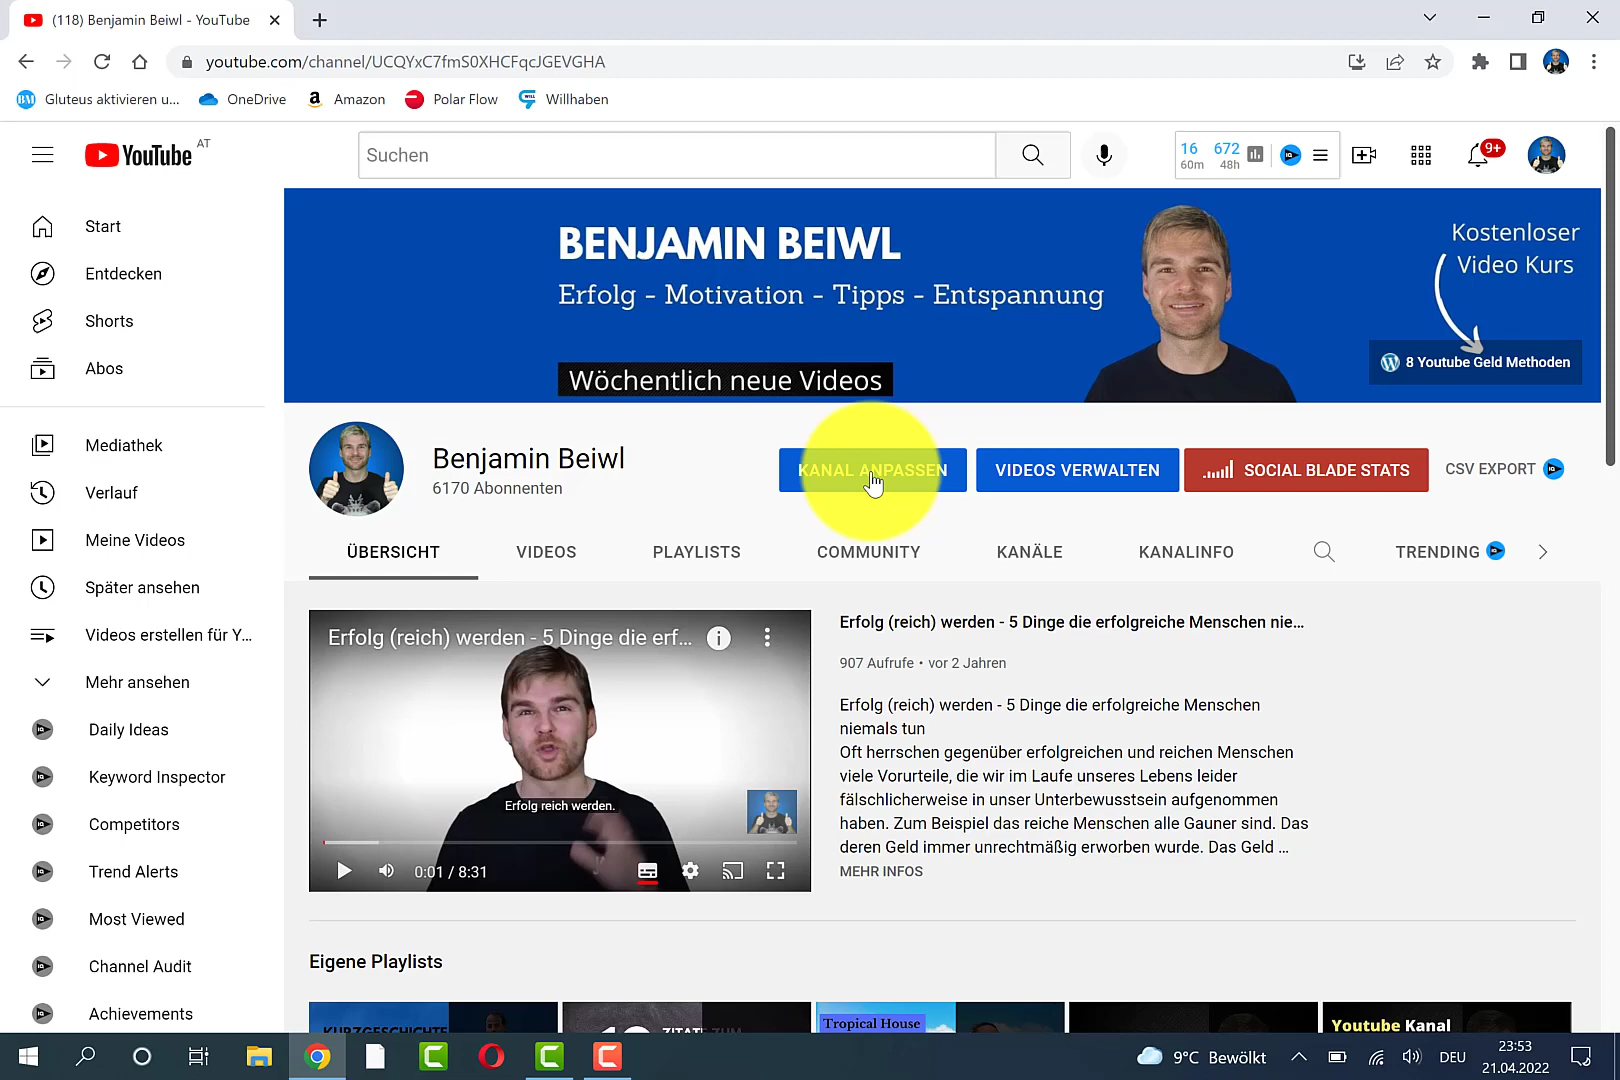 (118) Benjamin Beiwl - YouTube
youtube.com/channel/UCQYxC7fmS0XHCFqcJGEVGHA
BM Gluteus aktivieren u...
OneDrive
Amazon
Polar Flow
Willhaben
YouTube AT
Suchen
16 672
60m 48h
9+
Start
Entdecken
Shorts
Abos
Mediathek
Verlauf
Meine Videos
Später ansehen
Videos erstellen für Y...
Mehr ansehen
Daily Ideas
Keyword Inspector
Competitors
Trend Alerts
Most Viewed
Channel Audit
Achievements
BENJAMIN BEIWL
Erfolg - Motivation - Tipps - Entspannung
Wöchentlich neue Videos
Kostenloser
Video Kurs
8 Youtube Geld Methoden
Benjamin Beiwl
6170 Abonnenten
KANAL ANPASSEN
VIDEOS VERWALTEN
SOCIAL BLADE STATS
CSV EXPORT
ÜBERSICHT
VIDEOS
PLAYLISTS
COMMUNITY
KANÄLE
KANALINFO
TRENDING
Erfolg (reich) werden - 5 Dinge die erf...
Erfolg reich werden.
0:01 / 8:31
Erfolg (reich) werden - 5 Dinge die erfolgreiche Menschen nie...
907 Aufrufe • vor 2 Jahren
Erfolg (reich) werden - 5 Dinge die erfolgreiche Menschen
niemals tun
Oft herrschen gegenüber erfolgreichen und reichen Menschen
viele Vorurteile, die wir im Laufe unseres Lebens leider
fälschlicherweise in unser Unterbewusstsein aufgenommen
haben. Zum Beispiel das reiche Menschen alle Gauner sind. Das
deren Geld immer unrechtmäßig erworben wurde. Das Geld ...
MEHR INFOS
Eigene Playlists
KURZGESCHICHTE
ZITATE ZUM
Tropical House
Youtube Kanal
9°C Bewölkt
DEU
23:53
21.04.2022